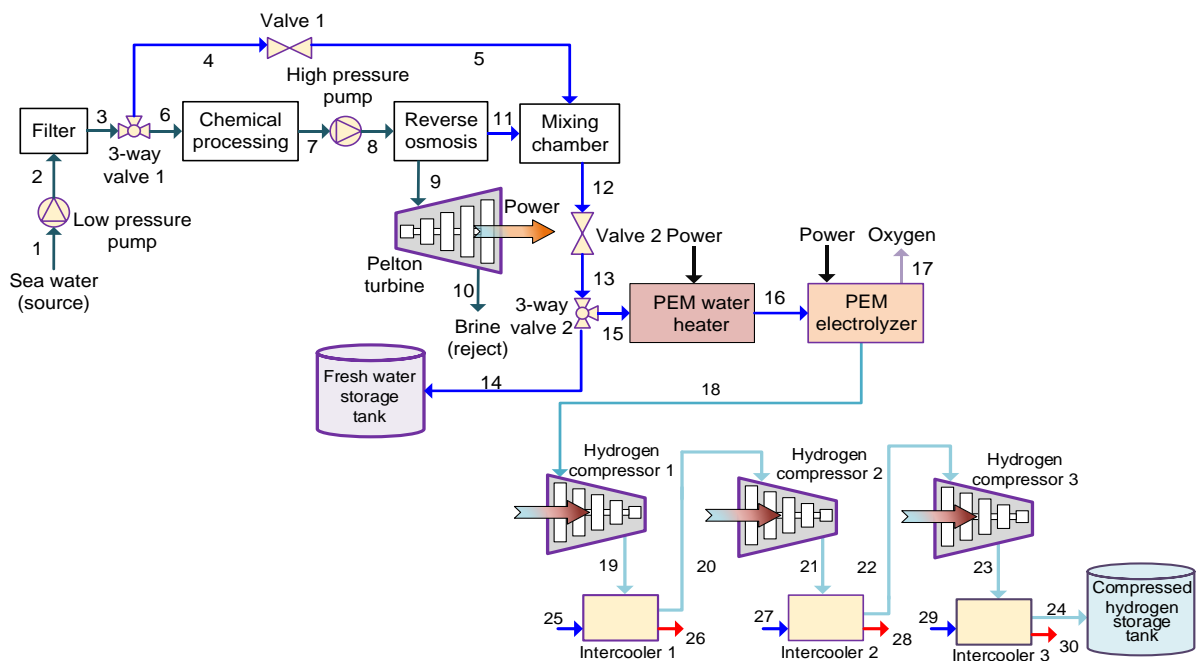 Valve 1
4
5
High pressure
pump
3
6
11
Filter
Chemical
processing
Reverse
osmosis
Mixing
chamber
7
8
3-way
valve 1
2
9
12
Low pressure
pump
Power
Valve 2
Power
Power
Oxygen
1
17
Sea water
(source)
Pelton
turbine
10
13
3-way
valve 2
PEM water
heater
16
PEM
electrolyzer
15
Brine
(reject)
Fresh water
storage
tank
14
18
Hydrogen
compressor 1
Hydrogen
compressor 2
Hydrogen
compressor 3
19
20
21
22
23
Compressed
hydrogen
storage
tank
24
25
26
27
28
29
30
Intercooler 1
Intercooler 2
Intercooler 3